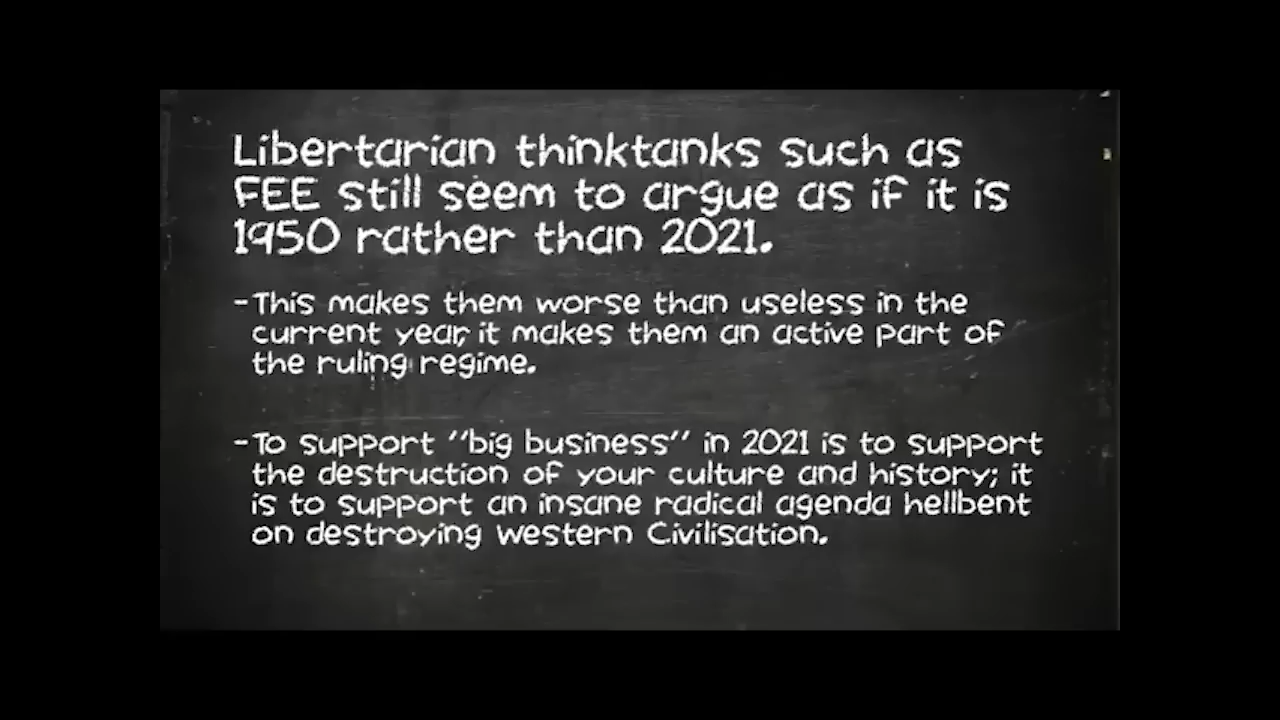 Libertarian thinktanks such as
FEE still seem to argue as if it is
1950 rather than 2021.
-This makes them worse than useless in the
current year, it makes them an active part of
the ruling regime.
-To support "big business" in 2021 is to support
the destruction of your culture and history; it
is to support an insane radical agenda hellbent
on destroying Western Civilisation.